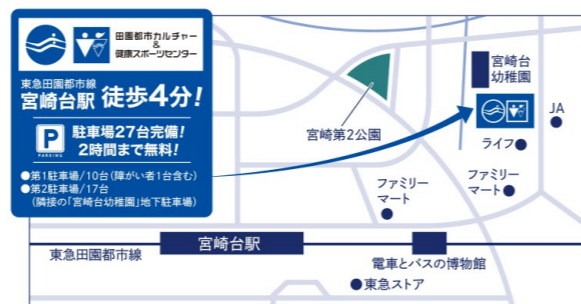 田園都市カルチャー
&
健康スポーツセンター
東急田園都市線
宮崎台駅 徒歩4分!
P
PARKING
駐車場27台完備!
2時間まで無料!
●第1駐車場/10台(障がい者1台含む)
●第2駐車場/17台
(隣接の「宮崎台幼稚園」地下駐車場)
宮崎台
幼稚園
宮崎第2公園
JA
ライフ
ファミリー
マート
ファミリー
マート
東急田園都市線
宮崎台駅
電車とバスの博物館
東急ストア